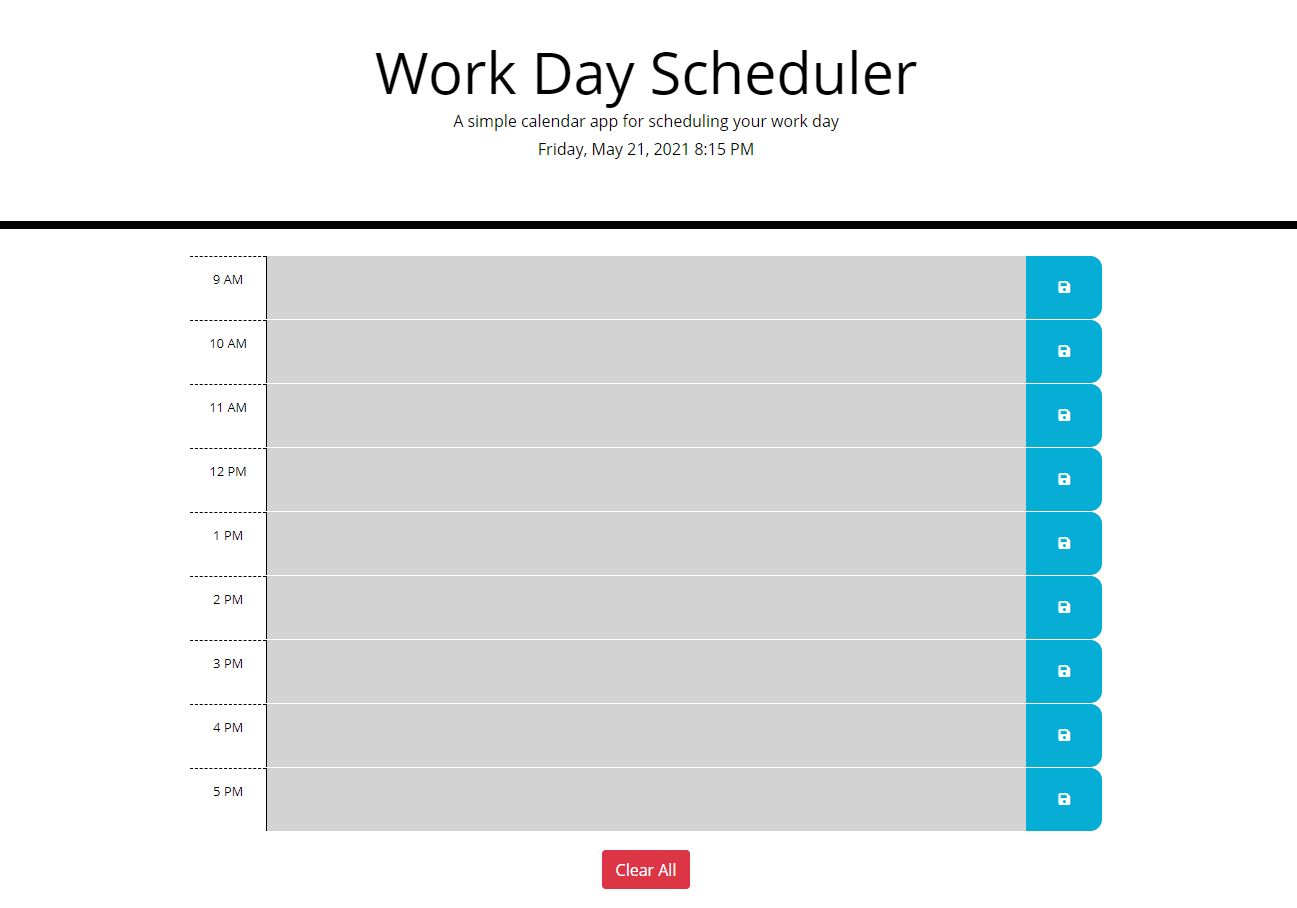 Work Day Scheduler
A simple calendar app for scheduling your work day
Friday, May 21, 2021 8:15 PM
9 AM
10 AM
11 AM
12 PM
1 PM
2 PM
3 PM
4 PM
5 PM
Clear All